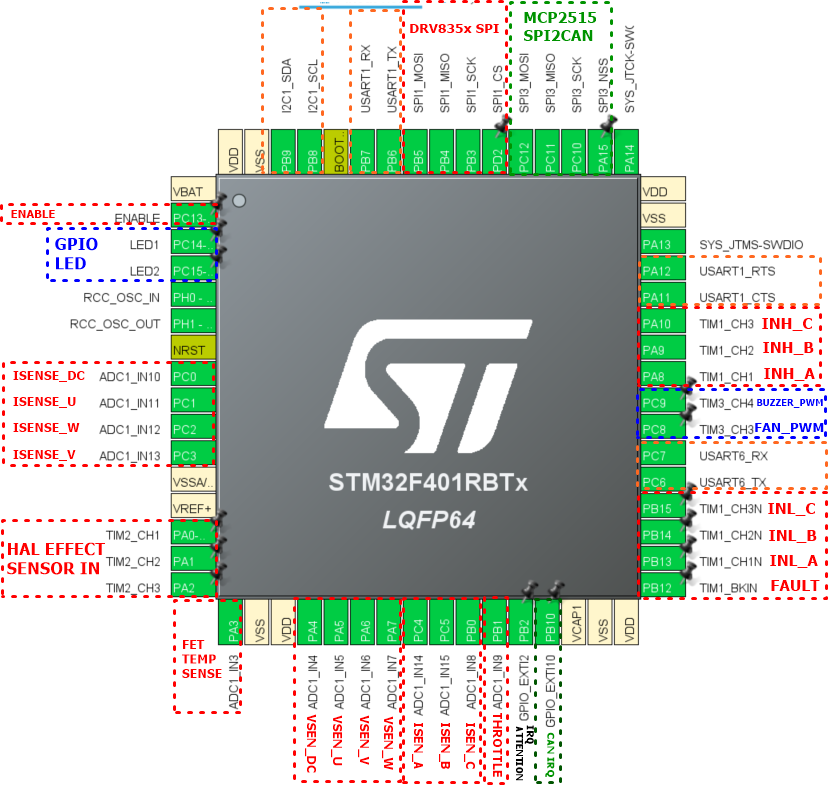 DRV835x SPI
MCP2515
SPI2CAN
I2C1_SDA
I2C1_SCL
USART1_RX
USART1_TX
SPI1_MOSI
SPI1_MISO
SPI1_SCK
SPI1_CS
SPI3_MOSI
SPI3_MISO
SPI3_SCK
SPI3_NSS
SYS_JTCK-SWC
VDD
VSS
PB9
PB8
BOOT..
PB7
PB6
PB5
PB4
PB3
PD2
PC12
PC11
PC10
PA15
PA14
VBAT
ENABLE ENABLE PC13-
GPIO
LED
LED1 PC14-..
LED2 PC15-
RCC_OSC_IN PH0 - ..
RCC_OSC_OUT PH1 - ..
NRST
ISENSE_DC ADC1_IN10 PC0
ISENSE_U ADC1_IN11 PC1
ISENSE_W ADC1_IN12 PC2
ISENSE_V ADC1_IN13 PC3
VSSA/..
VREF+
HAL EFFECT
SENSOR IN
TIM2_CH1 PA0-..
TIM2_CH2 PA1
TIM2_CH3 PA2
STM32F401RBTx
LQFP64
VDD
VSS
PA13 SYS_JTMS-SWDIO
PA12 USART1_RTS
PA11 USART1_CTS
PA10 TIM1_CH3 INH_C
PA9 TIM1_CH2 INH_B
PA8 TIM1_CH1 INH_A
PC9 TIM3_CH4 BUZZER_PWM
PC8 TIM3_CH3 FAN_PWM
PC7 USART6_RX
PC6 USART6_TX
PB15 TIM1_CH3N INL_C
PB14 TIM1_CH2N INL_B
PB13 TIM1_CH1N INL_A
PB12 TIM1_BKIN FAULT
PA3
VSS
VDD
PA4
PA5
PA6
PA7
PC4
PC5
PB0
PB1
PB2
PB10
VCAP1
VSS
VDD
FET
TEMP
SENSE
ADC1_IN3
ADC1_IN4
ADC1_IN5
ADC1_IN6
ADC1_IN7
ADC1_IN14
ADC1_IN15
ADC1_IN8
ADC1_IN9
GPIO_EXTI2
GPIO_EXTI10
VSEN_DC
VSEN_U
VSEN_V
VSEN_W
ISEN_A
ISEN_B
ISEN_C
THROTTLE
IRQ
ATTENTION
CAN IRQ